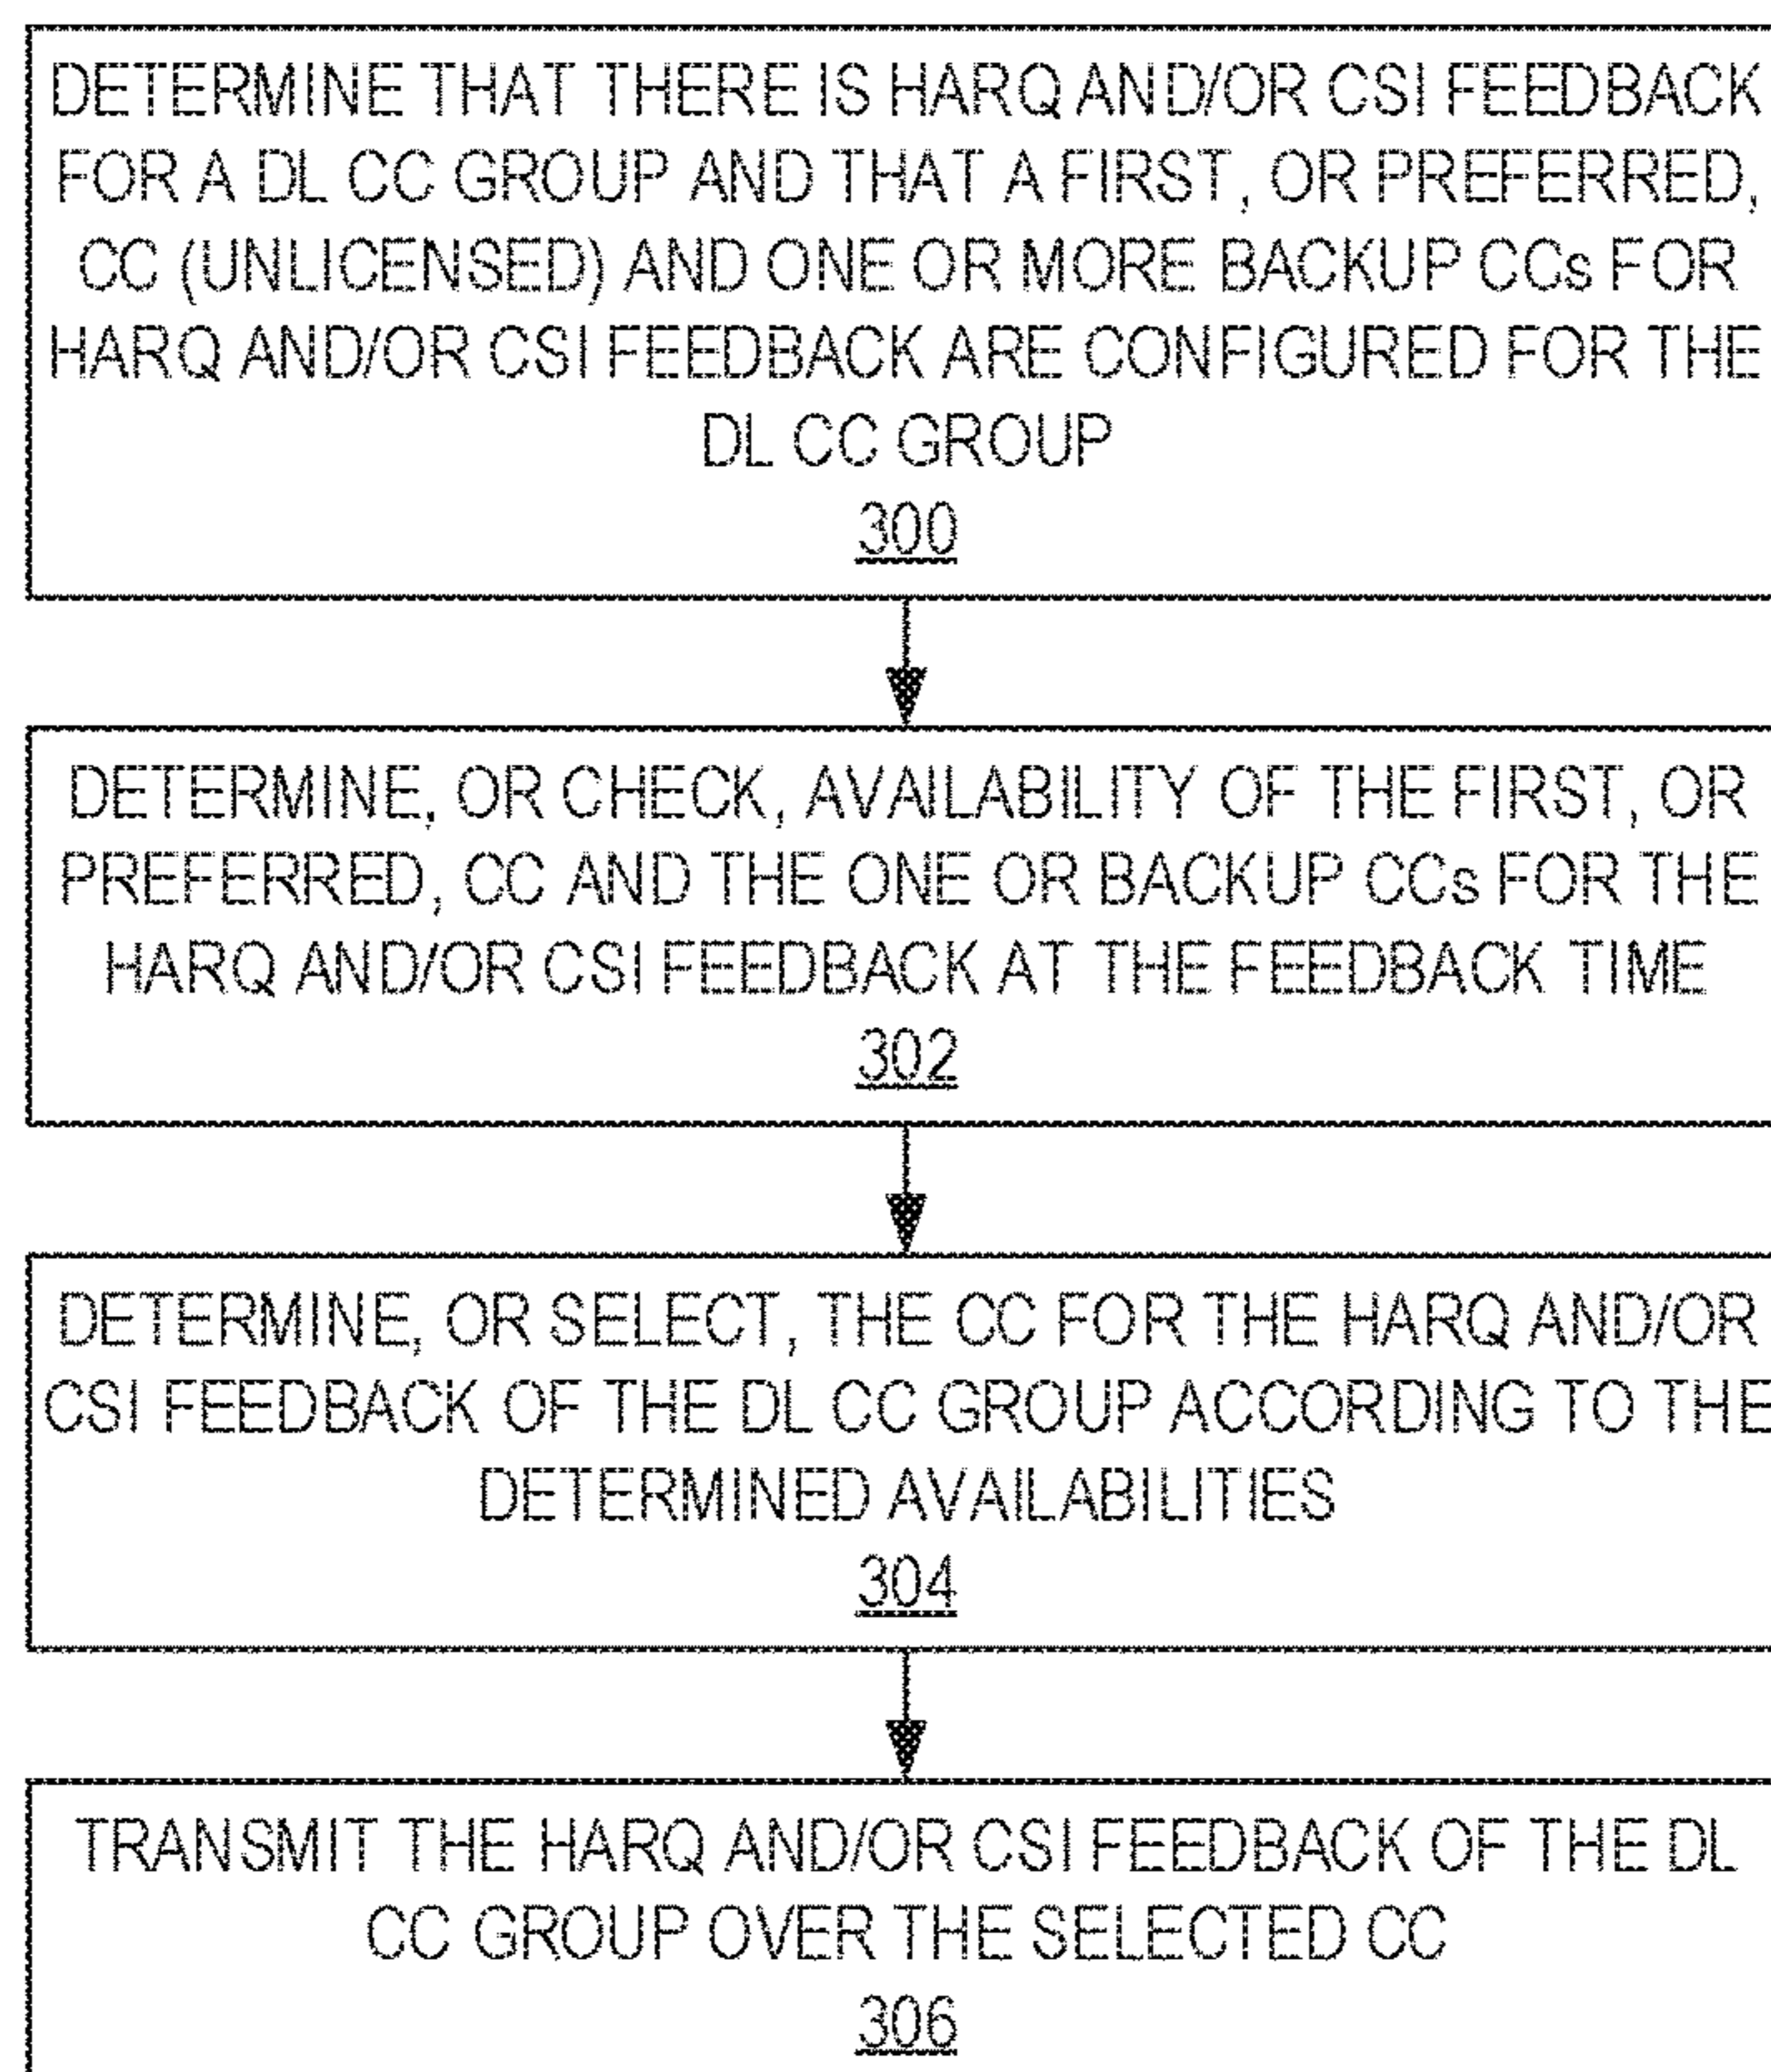 DETERMINE THAT THERE IS HARQ AND/OR CSI FEEDBACK
FOR A DL CC GROUP AND THAT A FIRST, OR PREFERRED,
CC (UNLICENSED) AND ONE OR MORE BACKUP CCs FOR
HARQ AND/OR CSI FEEDBACK ARE CONFIGURED FOR THE
DL CC GROUP
300
DETERMINE, OR CHECK, AVAILABILITY OF THE FIRST, OR
PREFERRED, CC AND THE ONE OR BACKUP CCs FOR THE
HARQ AND/OR CSI FEEDBACK AT THE FEEDBACK TIME
302
DETERMINE, OR SELECT, THE CC FOR THE HARQ AND/OR
CSI FEEDBACK OF THE DL CC GROUP ACCORDING TO THE
DETERMINED AVAILABILITIES
304
TRANSMIT THE HARQ AND/OR CSI FEEDBACK OF THE DL
CC GROUP OVER THE SELECTED CC
306